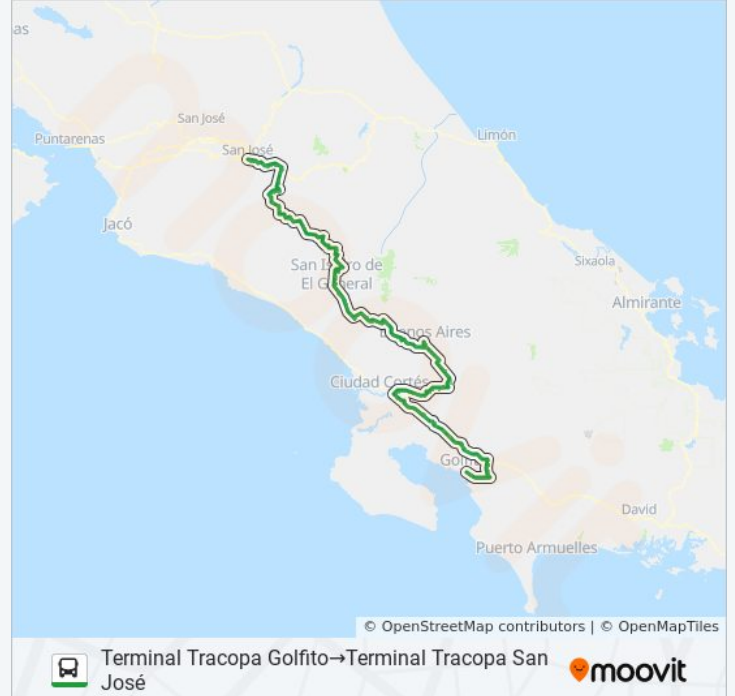 as
San José
Puntarenas
Limón
San José
Jacó
San Isidro de
El General
Sixaola
Almirante
Buenos Aires
Ciudad Cortés
Golfito
David
Puerto Armuelles
© OpenStreetMap contributors | © OpenMapTiles
Terminal Tracopa Golfito→Terminal Tracopa San
José
moovit